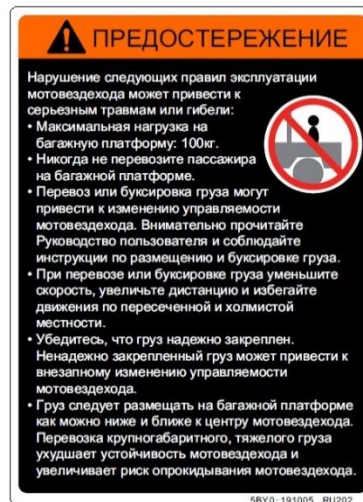 ПРЕДОСТЕРЕЖЕНИЕ
Нарушение следующих правил эксплуатации
мотовездехода может привести к
серьезным травмам или гибели:
• Максимальная нагрузка на
багажную платформу: 100кг.
• Никогда не перевозите пассажира
на багажной платформе.
• Перевоз или буксировка груза могут
привести к изменению управляемости
мотовездехода. Внимательно прочитайте
Руководство пользователя и соблюдайте
инструкции по размещению и буксировке груза.
• При перевозе или буксировке груза уменьшите
скорость, увеличьте дистанцию и избегайте
движения по пересеченной и холмистой
местности.
• Убедитесь, что груз надежно закреплен.
Ненадежно закрепленный груз может привести к
внезапному изменению управляемости
мотовездехода.
• Груз следует размещать на багажной платформе
как можно ниже и ближе к центру мотовездехода.
Перевозка крупногабаритного, тяжелого груза
ухудшает устойчивость мотовездехода и
увеличивает риск опрокидывания мотовездехода.
5BY0-191005 RU202